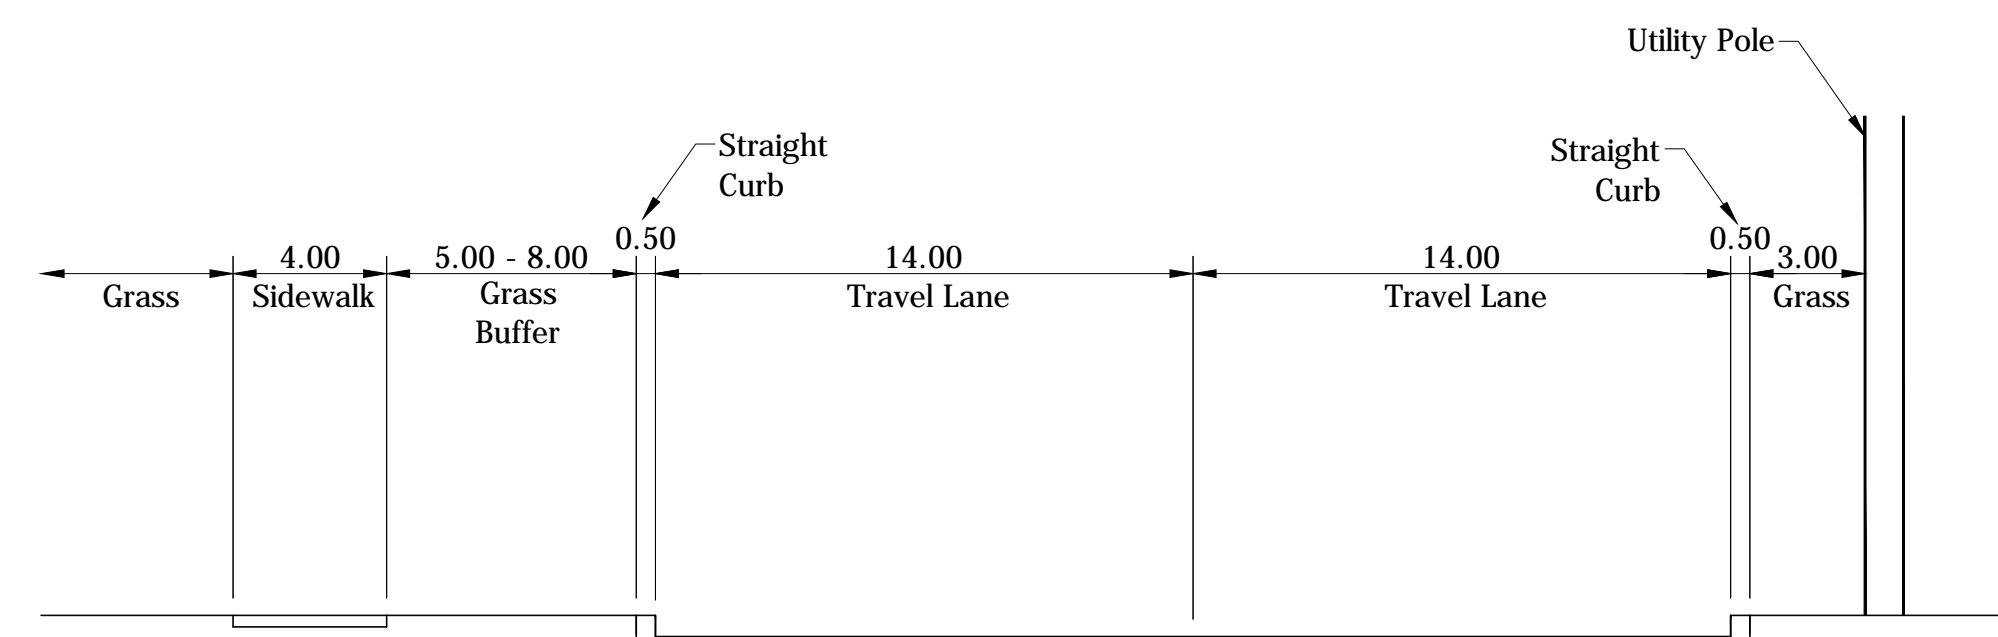 Utility Pole
Straight
Curb
Straight
Curb
4.00
5.00 - 8.00
0.50
14.00
14.00
0.50
3.00
Grass
Sidewalk
Grass
Buffer
Travel Lane
Travel Lane
Grass